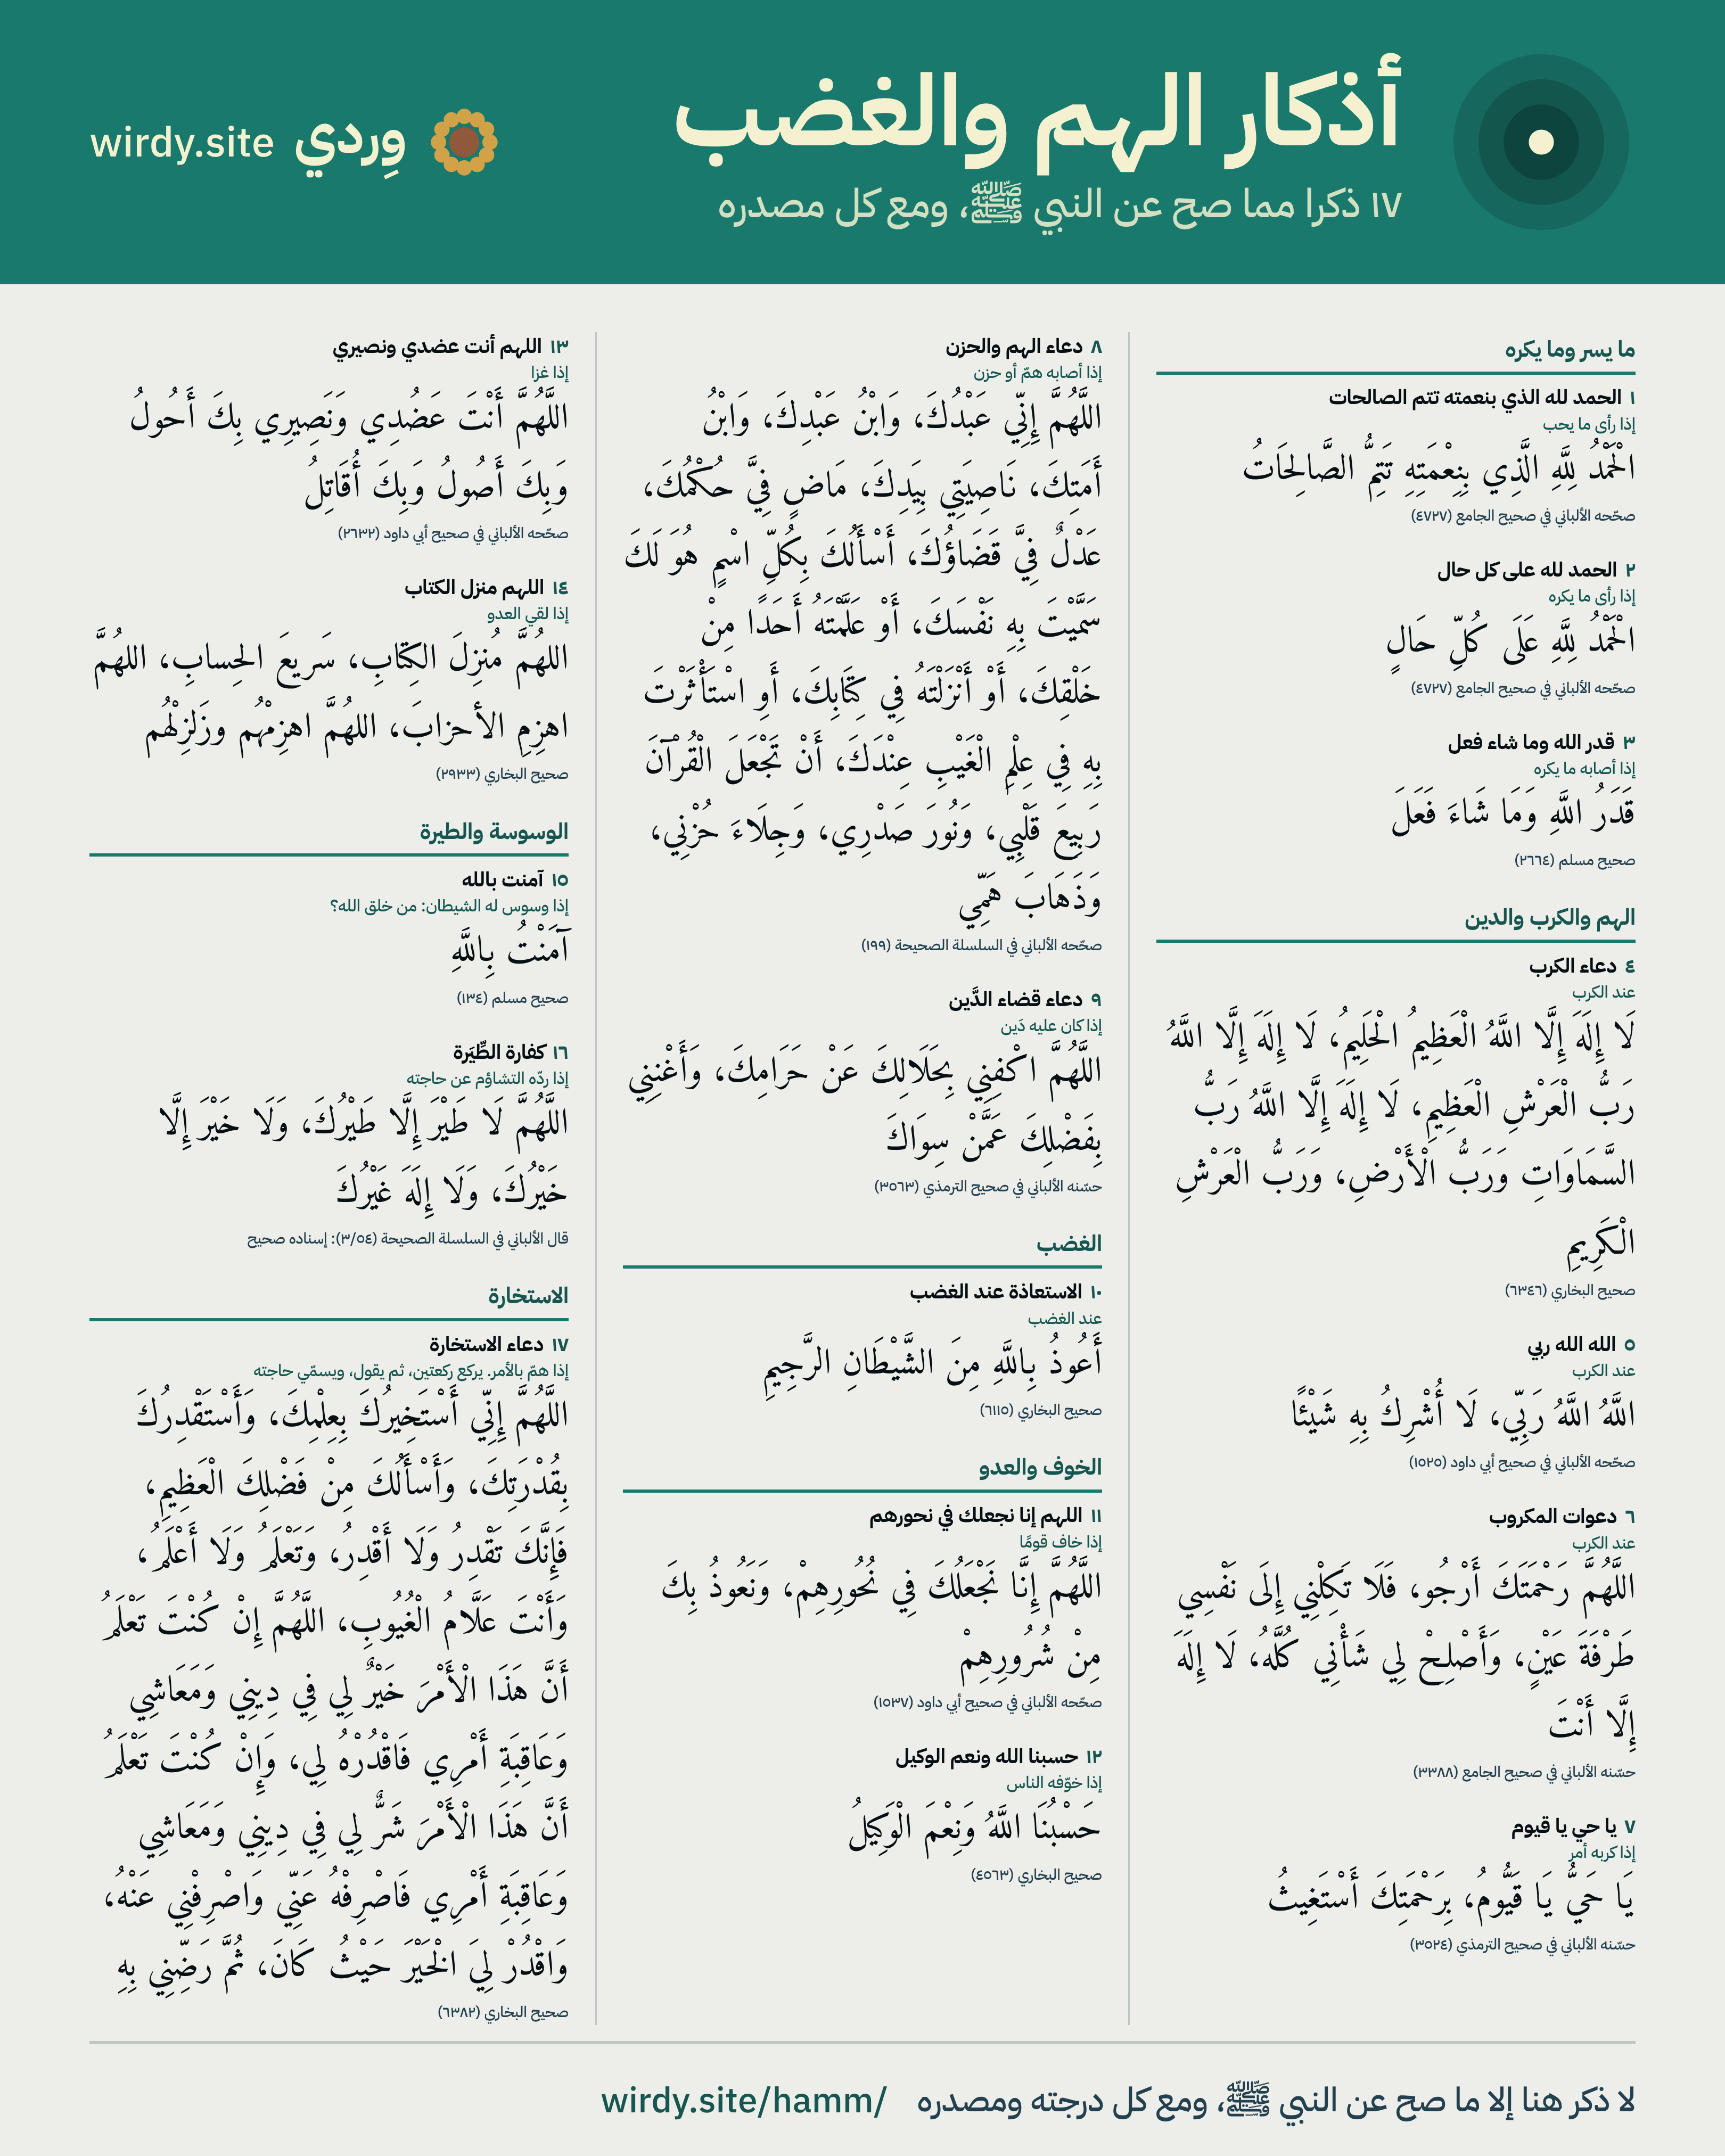 أذكار الهم والغضب
١٧ ذكرا مما صح عن النبي ﷺ، ومع كل مصدره
وِردي wirdy.site
ما يسر وما يكره
١ الحمد لله الذي بنعمته تتم الصالحات
إذا رأى ما يحب
الْحَمْدُ لِلَّهِ الَّذِي بِنِعْمَتِهِ تَتِمُّ الصَّالِحَاتُ
صحّحه الألباني في صحيح الجامع (٤٧٢٧)
٢ الحمد لله على كل حال
إذا رأى ما يكره
الْحَمْدُ لِلَّهِ عَلَى كُلِّ حَالٍ
صحّحه الألباني في صحيح الجامع (٤٧٢٧)
٣ قدر الله وما شاء فعل
إذا أصابه ما يكره
قَدَرُ اللَّهِ وَمَا شَاءَ فَعَلَ
صحيح مسلم (٢٦٦٤)
الهم والكرب والدين
٤ دعاء الكرب
عند الكرب
لَا إِلَهَ إِلَّا اللَّهُ الْعَظِيمُ الْحَلِيمُ، لَا إِلَهَ إِلَّا اللَّهُ
رَبُّ الْعَرْشِ الْعَظِيمِ، لَا إِلَهَ إِلَّا اللَّهُ رَبُّ
السَّمَاوَاتِ وَرَبُّ الْأَرْضِ، وَرَبُّ الْعَرْشِ
الْكَرِيمِ
صحيح البخاري (٦٣٤٦)
٥ الله الله ربي
عند الكرب
اللَّهُ اللَّهُ رَبِّي، لَا أُشْرِكُ بِهِ شَيْئًا
صحّحه الألباني في صحيح أبي داود (١٥٢٥)
٦ دعوات المكروب
عند الكرب
اللَّهُمَّ رَحْمَتَكَ أَرْجُو، فَلَا تَكِلْنِي إِلَى نَفْسِي
طَرْفَةَ عَيْنٍ، وَأَصْلِحْ لِي شَأْنِي كُلَّهُ، لَا إِلَهَ
إِلَّا أَنْتَ
حسّنه الألباني في صحيح الجامع (٣٣٨٨)
٧ يا حي يا قيوم
إذا كربه أمر
يَا حَيُّ يَا قَيُّومُ، بِرَحْمَتِكَ أَسْتَغِيثُ
حسّنه الألباني في صحيح الترمذي (٣٥٢٤)
٨ دعاء الهم والحزن
إذا أصابه همّ أو حزن
اللَّهُمَّ إِنِّي عَبْدُكَ، وَابْنُ عَبْدِكَ، وَابْنُ
أَمَتِكَ، نَاصِيَتِي بِيَدِكَ، مَاضٍ فِيَّ حُكْمُكَ،
عَدْلٌ فِيَّ قَضَاؤُكَ، أَسْأَلُكَ بِكُلِّ اسْمٍ هُوَ لَكَ
سَمَّيْتَ بِهِ نَفْسَكَ، أَوْ عَلَّمْتَهُ أَحَدًا مِنْ
خَلْقِكَ، أَوْ أَنْزَلْتَهُ فِي كِتَابِكَ، أَوِ اسْتَأْثَرْتَ
بِهِ فِي عِلْمِ الْغَيْبِ عِنْدَكَ، أَنْ تَجْعَلَ الْقُرْآنَ
رَبِيعَ قَلْبِي، وَنُورَ صَدْرِي، وَجِلَاءَ حُزْنِي،
وَذَهَابَ هَمِّي
صحّحه الألباني في السلسلة الصحيحة (١٩٩)
٩ دعاء قضاء الدَّين
إذا كان عليه دَين
اللَّهُمَّ اكْفِنِي بِحَلَالِكَ عَنْ حَرَامِكَ، وَأَغْنِنِي
بِفَضْلِكَ عَمَّنْ سِوَاكَ
حسّنه الألباني في صحيح الترمذي (٣٥٦٣)
الغضب
١٠ الاستعاذة عند الغضب
عند الغضب
أَعُوذُ بِاللَّهِ مِنَ الشَّيْطَانِ الرَّجِيمِ
صحيح البخاري (٦١١٥)
الخوف والعدو
١١ اللهم إنا نجعلك في نحورهم
إذا خاف قومًا
اللَّهُمَّ إِنَّا نَجْعَلُكَ فِي نُحُورِهِمْ، وَنَعُوذُ بِكَ
مِنْ شُرُورِهِمْ
صحّحه الألباني في صحيح أبي داود (١٥٣٧)
١٢ حسبنا الله ونعم الوكيل
إذا خوّفه الناس
حَسْبُنَا اللَّهُ وَنِعْمَ الْوَكِيلُ
صحيح البخاري (٤٥٦٣)
١٣ اللهم أنت عضدي ونصيري
إذا غزا
اللَّهُمَّ أَنْتَ عَضُدِي وَنَصِيرِي بِكَ أَحُولُ
وَبِكَ أَصُولُ وَبِكَ أُقَاتِلُ
صحّحه الألباني في صحيح أبي داود (٢٦٣٢)
١٤ اللهم منزل الكتاب
إذا لقي العدو
اللهُمَّ مُنزِلَ الكِتابِ، سَريعَ الحِسابِ، اللهُمَّ
اهزِمِ الأحزابَ، اللهُمَّ اهزِمْهُم وزَلزِلْهُم
صحيح البخاري (٢٩٣٣)
الوسوسة والطيرة
١٥ آمنت بالله
إذا وسوس له الشيطان: من خلق الله؟
آمَنْتُ بِاللَّهِ
صحيح مسلم (١٣٤)
١٦ كفارة الطِّيَرة
إذا ردّه التشاؤم عن حاجته
اللَّهُمَّ لَا طَيْرَ إِلَّا طَيْرُكَ، وَلَا خَيْرَ إِلَّا
خَيْرُكَ، وَلَا إِلَهَ غَيْرُكَ
قال الألباني في السلسلة الصحيحة (٣/٥٤): إسناده صحيح
الاستخارة
١٧ دعاء الاستخارة
إذا همّ بالأمر. يركع ركعتين، ثم يقول، ويسمّي حاجته
اللَّهُمَّ إِنِّي أَسْتَخِيرُكَ بِعِلْمِكَ، وَأَسْتَقْدِرُكَ
بِقُدْرَتِكَ، وَأَسْأَلُكَ مِنْ فَضْلِكَ الْعَظِيمِ،
فَإِنَّكَ تَقْدِرُ وَلَا أَقْدِرُ، وَتَعْلَمُ وَلَا أَعْلَمُ،
وَأَنْتَ عَلَّامُ الْغُيُوبِ، اللَّهُمَّ إِنْ كُنْتَ تَعْلَمُ
أَنَّ هَذَا الْأَمْرَ خَيْرٌ لِي فِي دِينِي وَمَعَاشِي
وَعَاقِبَةِ أَمْرِي فَاقْدُرْهُ لِي، وَإِنْ كُنْتَ تَعْلَمُ
أَنَّ هَذَا الْأَمْرَ شَرٌّ لِي فِي دِينِي وَمَعَاشِي
وَعَاقِبَةِ أَمْرِي فَاصْرِفْهُ عَنِّي وَاصْرِفْنِي عَنْهُ،
وَاقْدُرْ لِيَ الْخَيْرَ حَيْثُ كَانَ، ثُمَّ رَضِّنِي بِهِ
صحيح البخاري (٦٣٨٢)
لا ذكر هنا إلا ما صح عن النبي ﷺ، ومع كل درجته ومصدره wirdy.site/hamm/